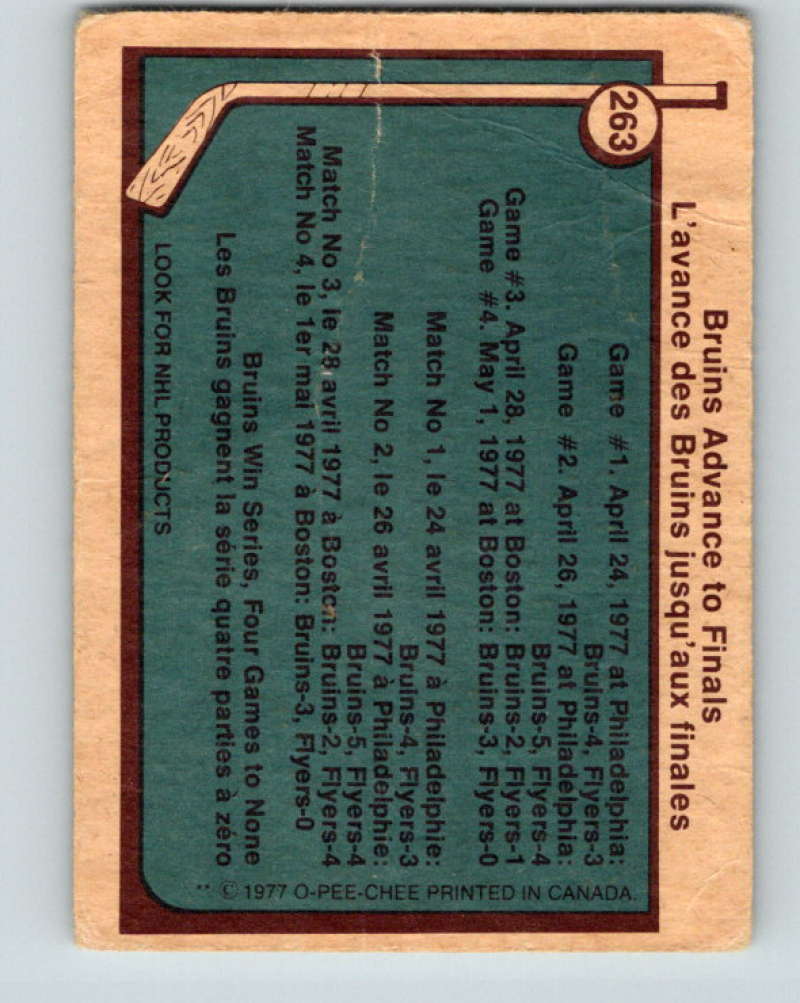 Bruins Advance to Finals
L'avance des Bruins jusqu'aux finales
263
Game #1. April 24, 1977 at Philadelphia:
Bruins-4, Flyers-3
Game #2. April 26, 1977 at Philadelphia:
Bruins-5, Flyers-4
Game #3. April 28, 1977 at Boston: Bruins-2, Flyers-1
Game #4. May 1, 1977 at Boston: Bruins-3, Flyers-0
Match No 1, le 24 avril 1977 à Philadelphie:
Bruins-4, Flyers-3
Match No 2, le 26 avril 1977 à Philadelphie:
Bruins-5, Flyers-4
Match No 3, le 28 avril 1977 à Boston: Bruins-2, Flyers-4
Match No 4, le 1er mai 1977 à Boston: Bruins-3, Flyers-0
Bruins Win Series, Four Games to None
Les Bruins gagnent la série quatre parties à zéro
LOOK FOR NHL PRODUCTS
** © 1977 O-PEE-CHEE PRINTED IN CANADA.